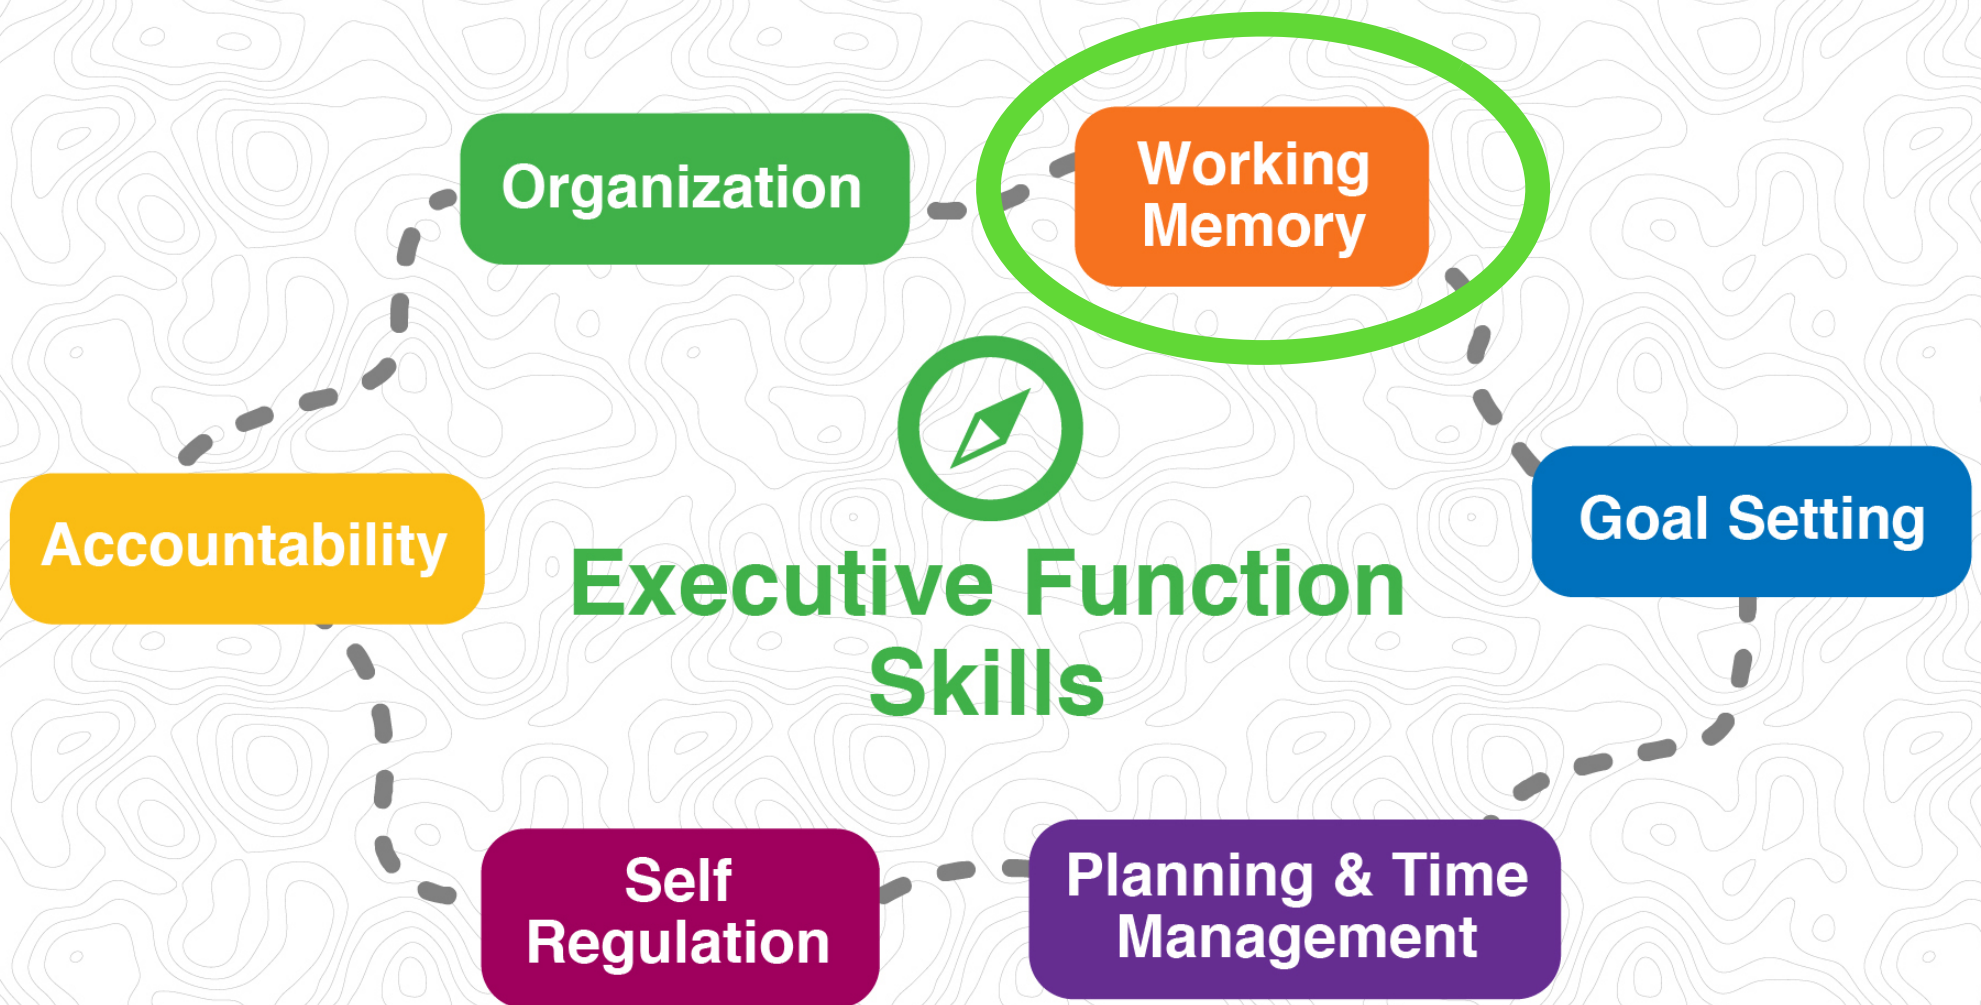 Organization
Working
Memory
Accountability
Goal Setting
Executive Function
Skills
Self
Regulation
Planning & Time
Management